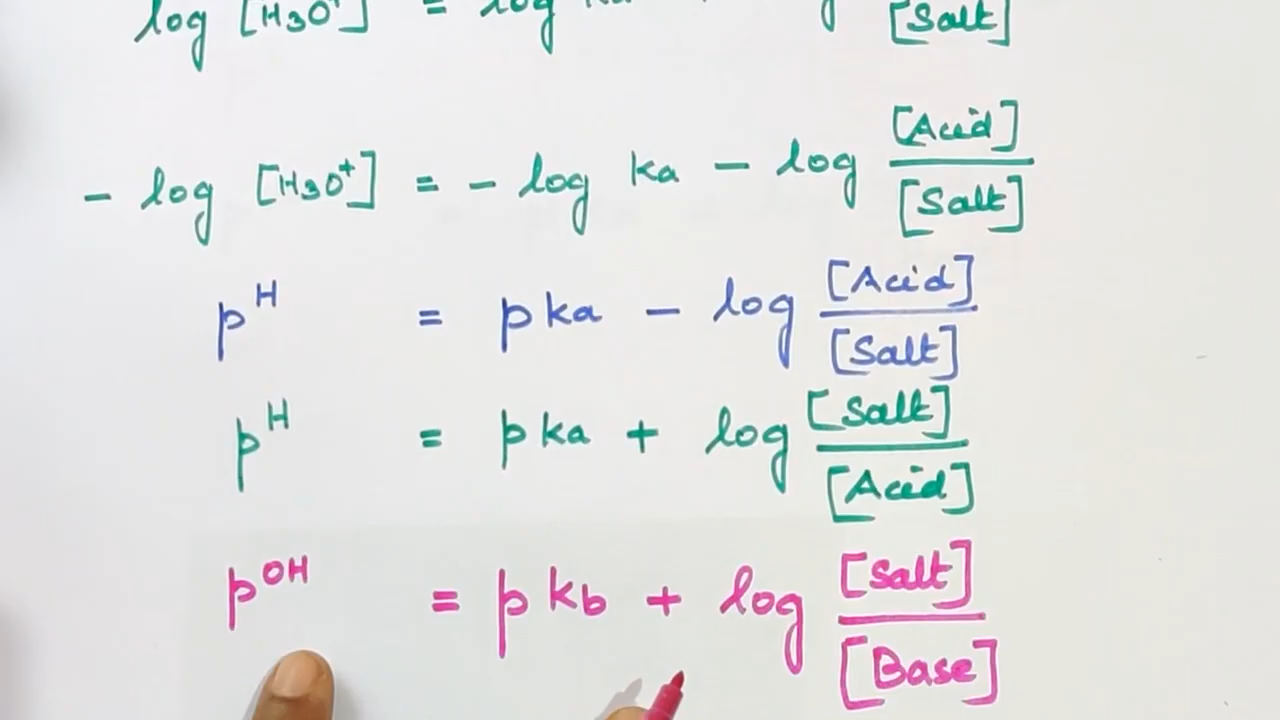 log [H3O+] = log Ka [Salt]
- log [H3O+] = - log ka - log [Acid] / [Salt]
pH = pka - log [Acid] / [Salt]
pH = pka + log [Salt] / [Acid]
pOH = pkb + log [Salt] / [Base]